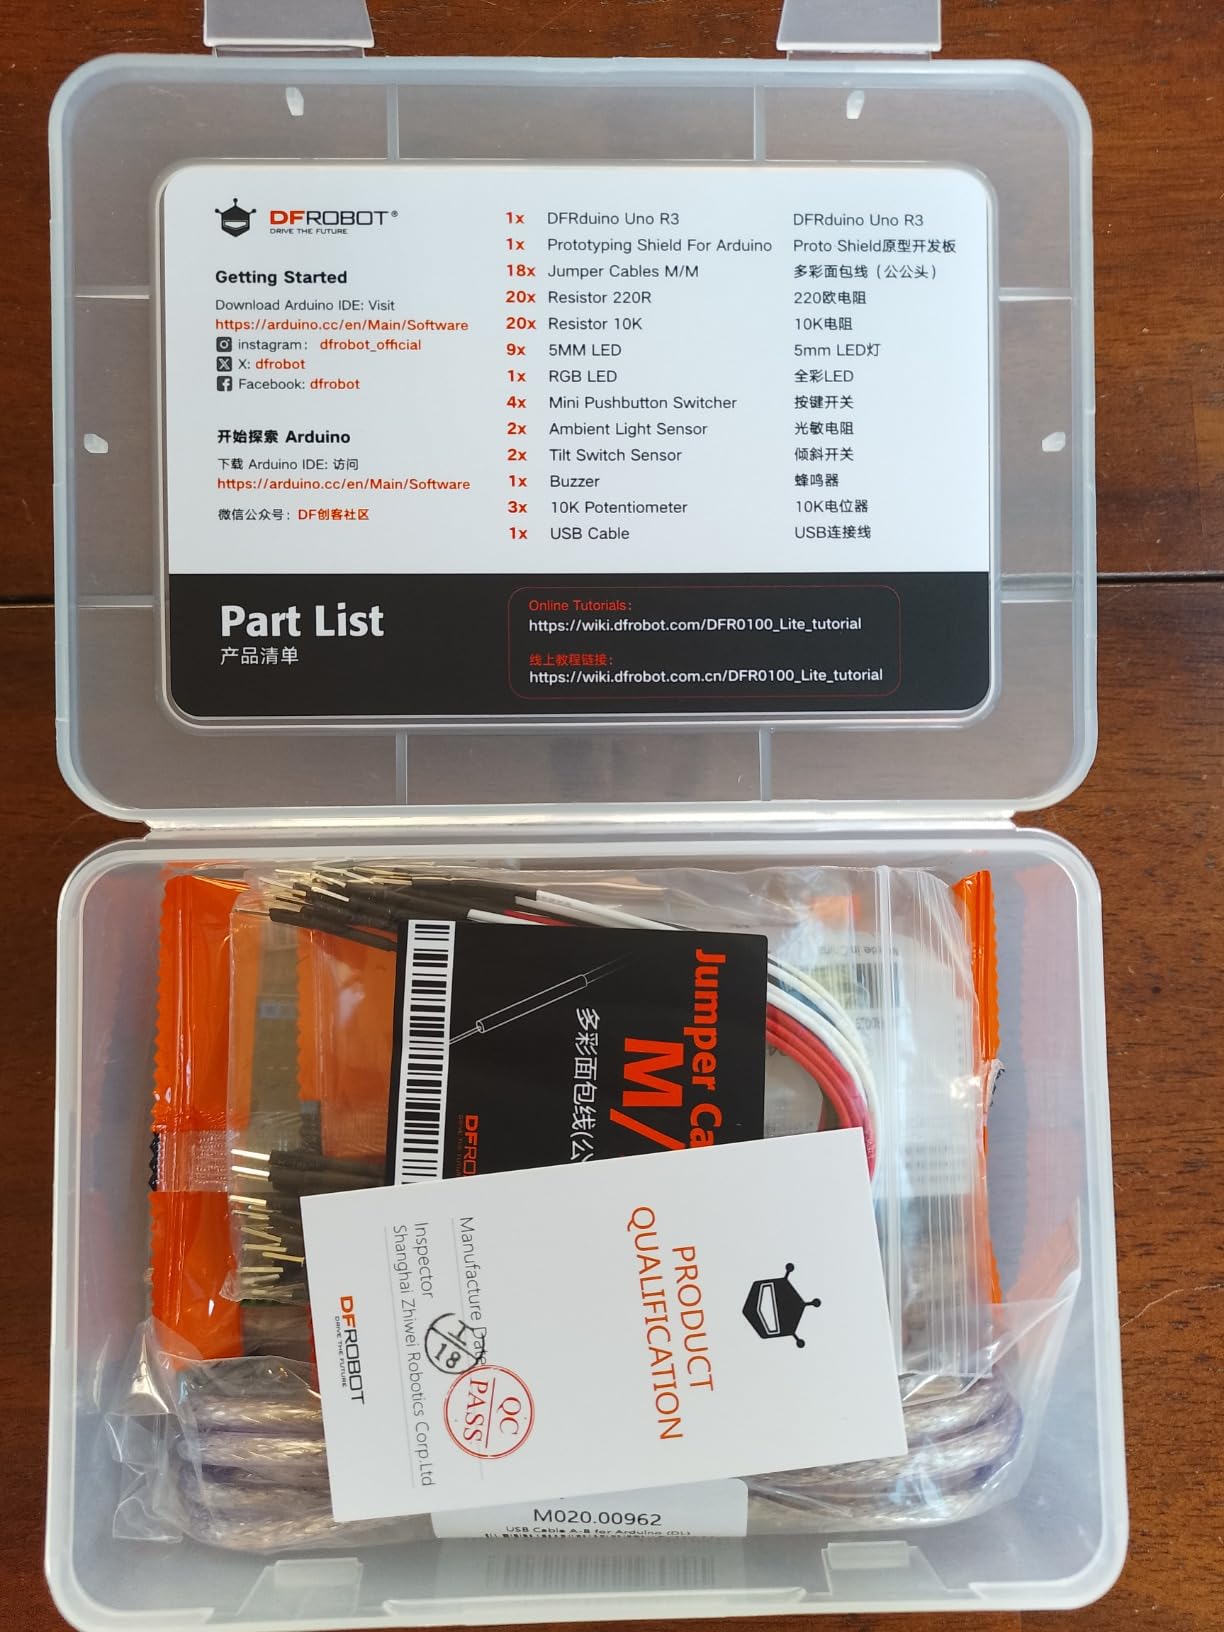 DFROBOT®
DRIVE THE FUTURE
Getting Started
Download Arduino IDE: Visit
https://arduino.cc/en/Main/Software
instagram: dfrobot_official
X: dfrobot
Facebook: dfrobot
开始探索 Arduino
下载 Arduino IDE: 访问
https://arduino.cc/en/Main/Software
微信公众号：DF创客社区
1x DFRduino Uno R3 DFRduino Uno R3
1x Prototyping Shield For Arduino Proto Shield原型开发板
18x Jumper Cables M/M 多彩面包线（公公头）
20x Resistor 220R 220欧电阻
20x Resistor 10K 10K电阻
9x 5MM LED 5mm LED灯
1x RGB LED 全彩LED
4x Mini Pushbutton Switcher 按键开关
2x Ambient Light Sensor 光敏电阻
2x Tilt Switch Sensor 倾斜开关
1x Buzzer 蜂鸣器
3x 10K Potentiometer 10K电位器
1x USB Cable USB连接线
Part List
产品清单
Online Tutorials:
https://wiki.dfrobot.com/DFR0100_Lite_tutorial
线上教程链接：
https://wiki.dfrobot.com.cn/DFR0100_Lite_tutorial
Jumper Ca
M/
多彩面包线(公
DFRO
PRODUCT
QUALIFICATION
Manufacture Date
Inspector
Shanghai Zhiwei Robotics Corp.Ltd
18
QC
PASS
DFROBOT
DRIVE THE FUTURE
M020.00962
USB Cable A-B for Arduino (DL)